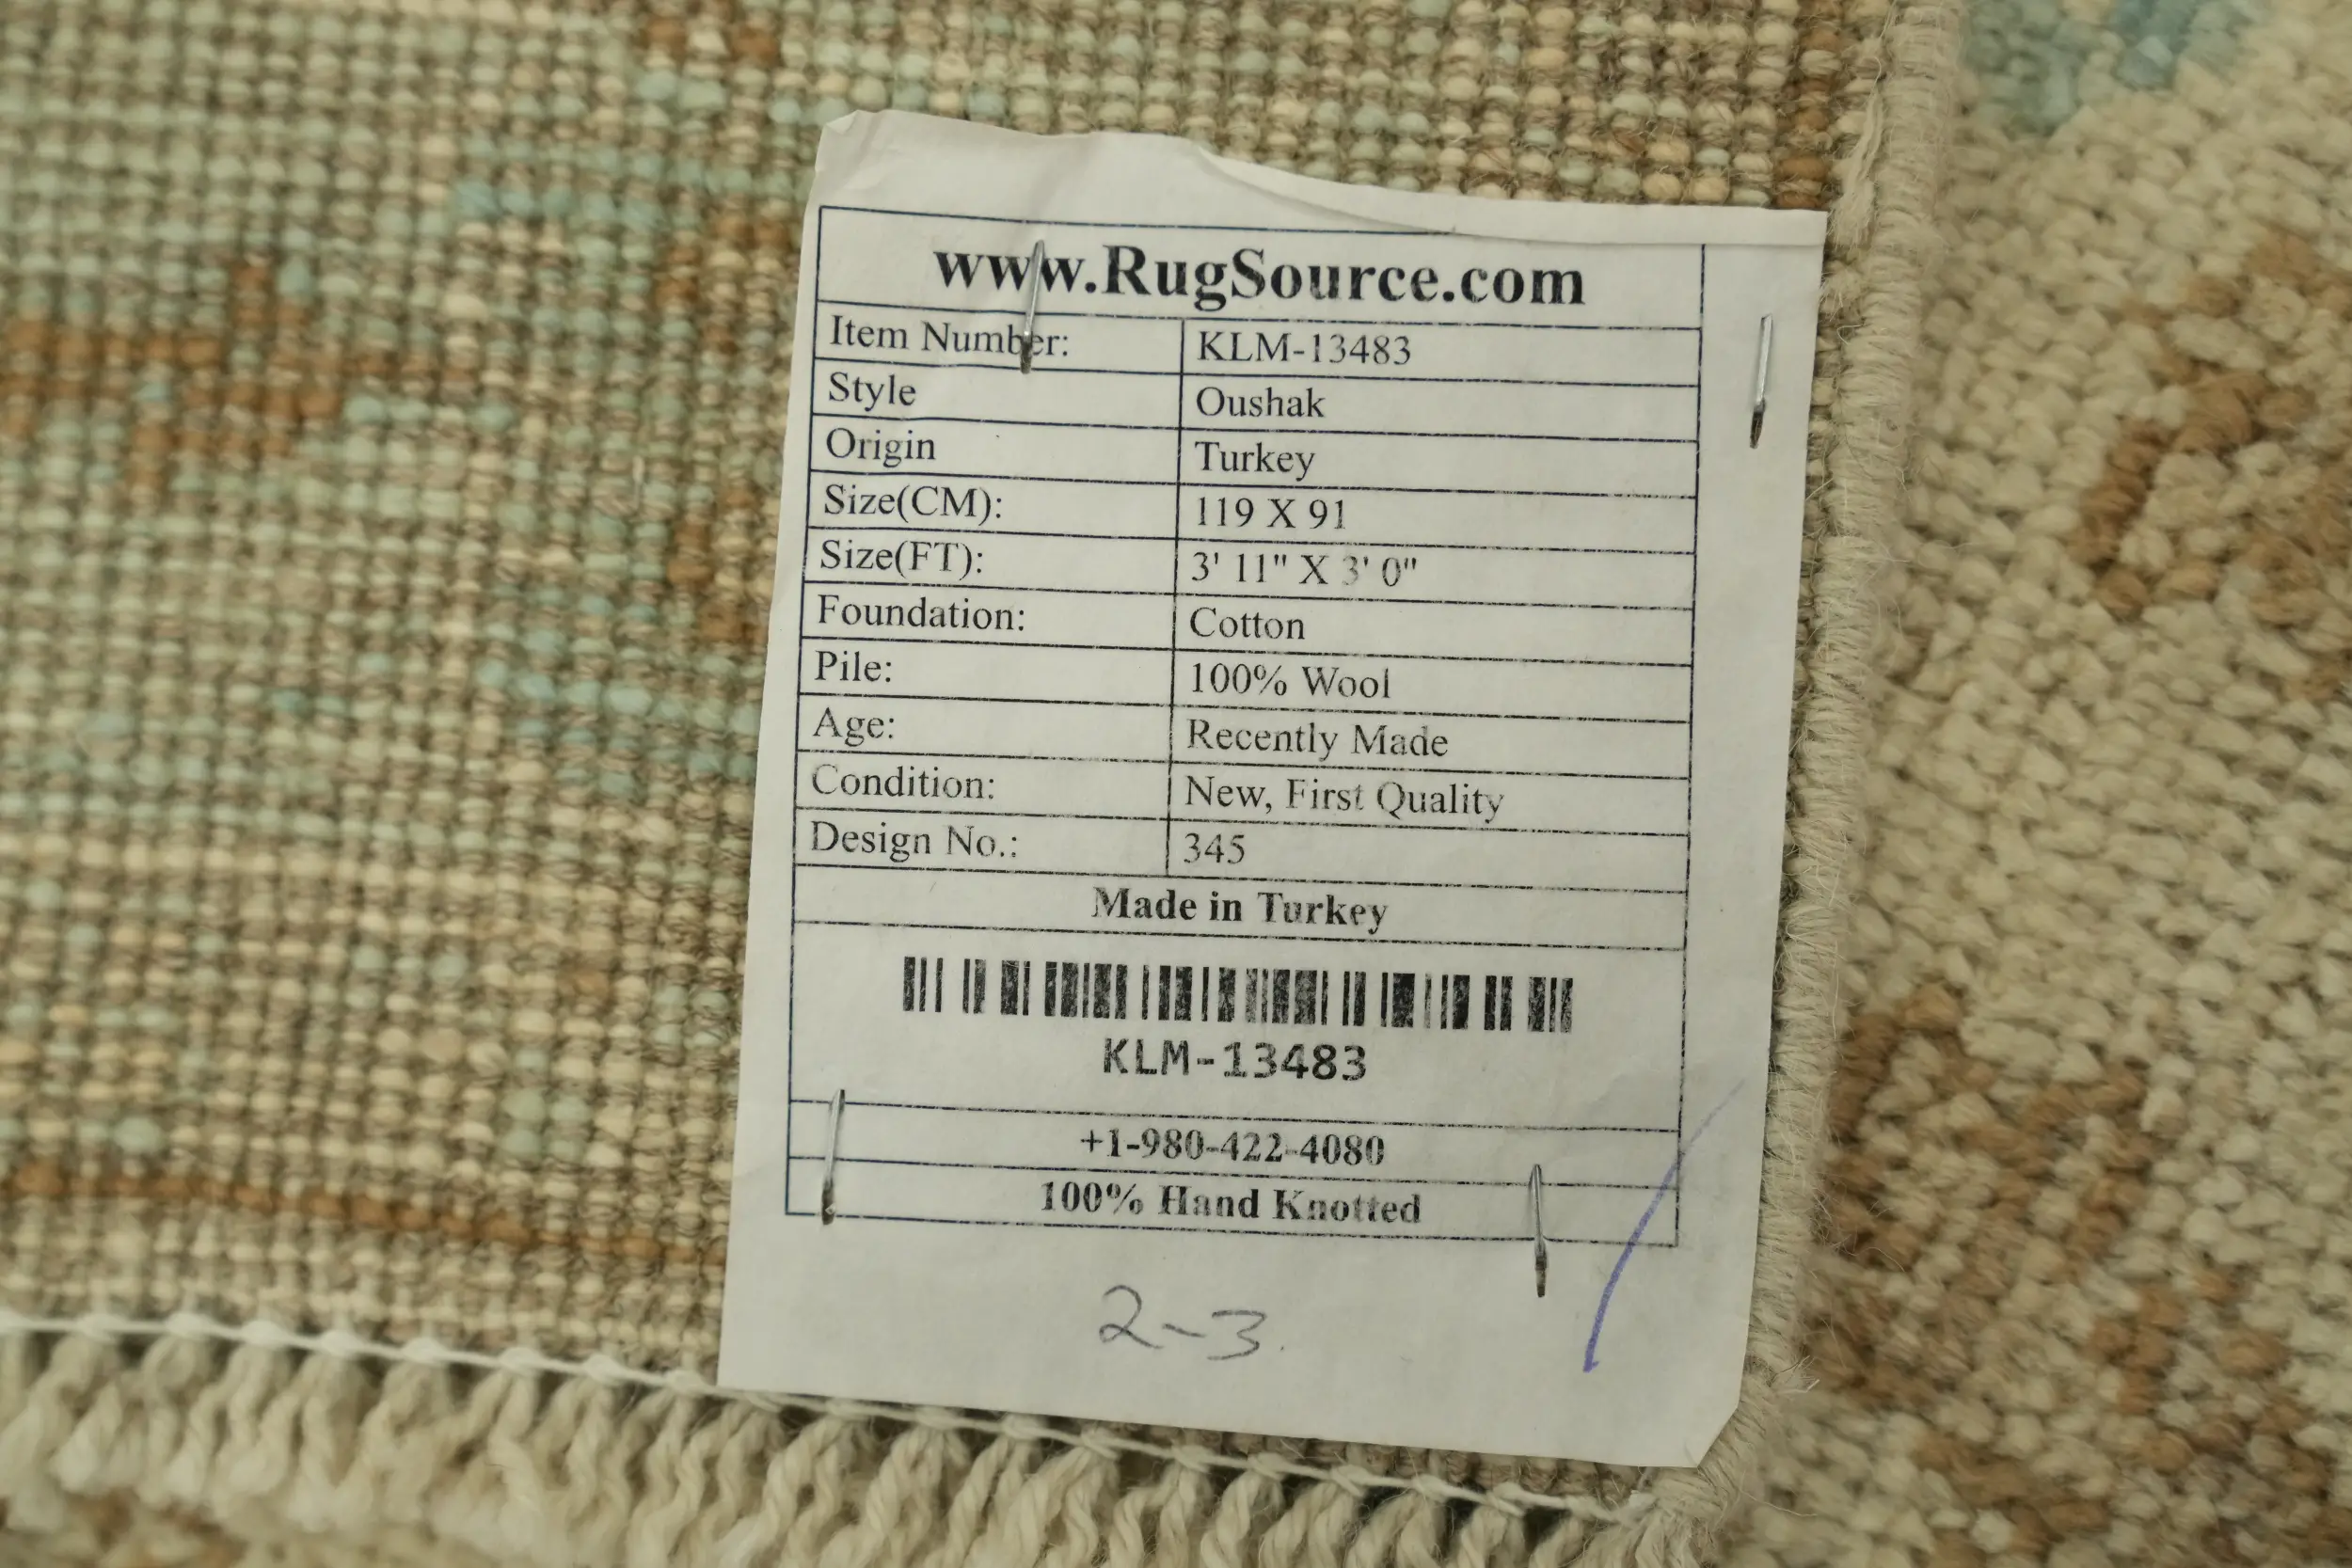 www.RugSource.com
Item Number: KLM-13483
Style Oushak
Origin Turkey
Size(CM): 119 X 91
Size(FT): 3' 11" X 3' 0"
Foundation: Cotton
Pile: 100% Wool
Age: Recently Made
Condition: New, First Quality
Design No.: 345
Made in Turkey
KLM-13483
+1-980-422-4080
100% Hand Knotted
2-3